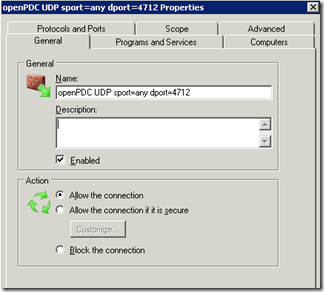 openPDC UDP sport=any dport=4712 Properties
Protocols and Ports Scope Advanced
General Programs and Services Computers
General
Name:
openPDC UDP sport=any dport=4712
Description:
Enabled
Action
Allow the connection
Allow the connection if it is secure
Customize...
Block the connection